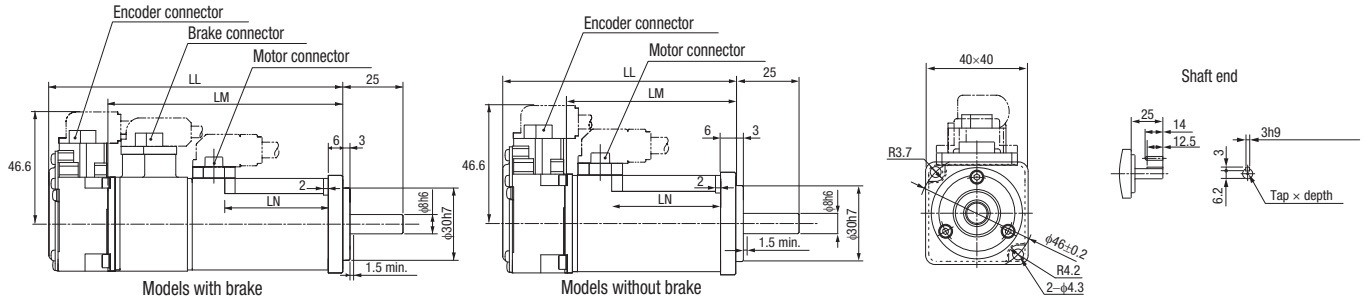 Encoder connector
Brake connector
Motor connector
LL
25
LM
6
3
46.6
2
LN
φ8h6
φ30h7
1.5 min.
Models with brake
Encoder connector
Motor connector
LL
25
LM
6
3
46.6
2
LN
φ8h6
φ30h7
1.5 min.
Models without brake
40×40
R3.7
φ46±0.2
R4.2
2–φ4.3
Shaft end
25
14
12.5
3h9
3
6.2
Tap × depth